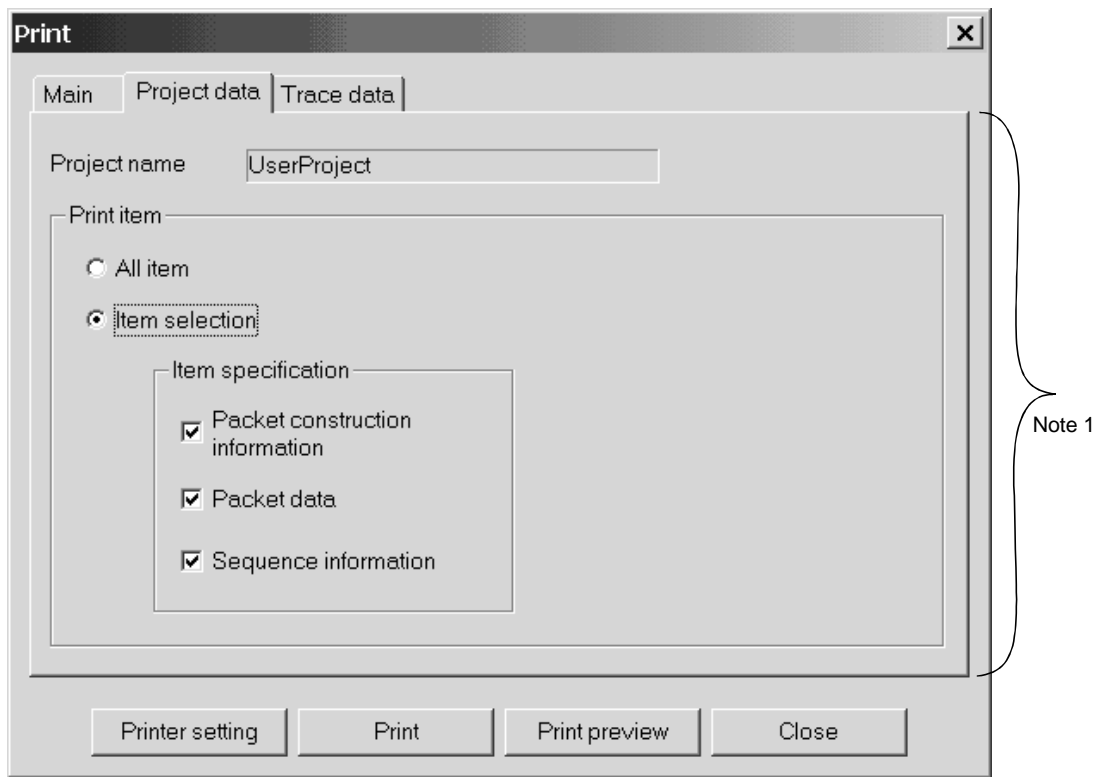 Print
Main
Project data
Trace data
Project name
UserProject
Print item
All item
Item selection
Item specification
Packet construction
information
Packet data
Sequence information
Note 1
Printer setting
Print
Print preview
Close